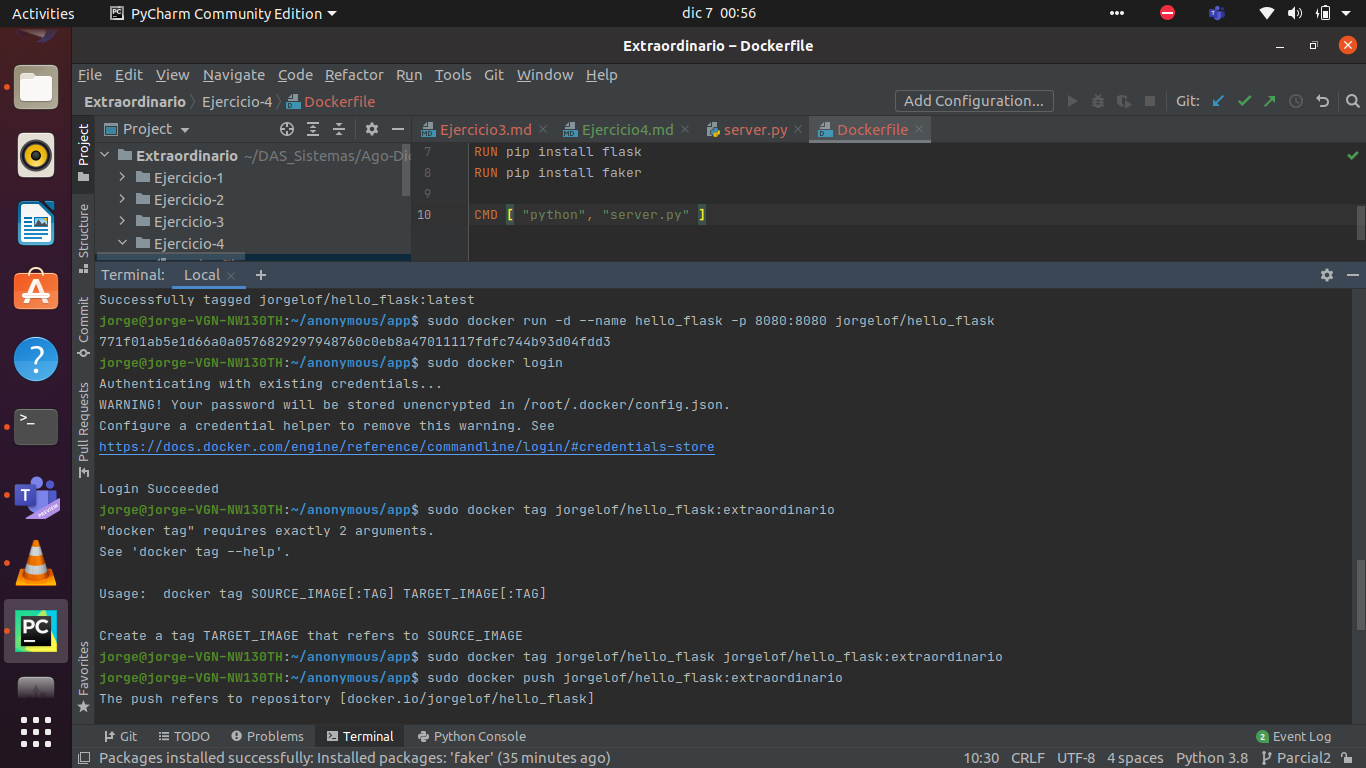 Activities
PyCharm Community Edition
dic 7 00:56
Extraordinario – Dockerfile
File Edit View Navigate Code Refactor Run Tools Git Window Help
Extraordinario Ejercicio-4 Dockerfile
Add Configuration...
Git:
Project
Ejercicio3.md
Ejercicio4.md
server.py
Dockerfile
Extraordinario ~/DAS_Sistemas/Ago-Di
Ejercicio-1
Ejercicio-2
Ejercicio-3
Ejercicio-4
7 RUN pip install flask
8 RUN pip install faker
9
10 CMD [ "python", "server.py" ]
Project
Structure
Commit
Pull Requests
Favorites
Terminal: Local
Successfully tagged jorgelof/hello_flask:latest
jorge@jorge-VGN-NW130TH:~/anonymous/app$ sudo docker run -d --name hello_flask -p 8080:8080 jorgelof/hello_flask
771f01ab5e1d66a0a0576829297948760c0eb8a47011117fdfc744b93d04fdd3
jorge@jorge-VGN-NW130TH:~/anonymous/app$ sudo docker login
Authenticating with existing credentials...
WARNING! Your password will be stored unencrypted in /root/.docker/config.json.
Configure a credential helper to remove this warning. See
https://docs.docker.com/engine/reference/commandline/login/#credentials-store
Login Succeeded
jorge@jorge-VGN-NW130TH:~/anonymous/app$ sudo docker tag jorgelof/hello_flask:extraordinario
"docker tag" requires exactly 2 arguments.
See 'docker tag --help'.
Usage:  docker tag SOURCE_IMAGE[:TAG] TARGET_IMAGE[:TAG]
Create a tag TARGET_IMAGE that refers to SOURCE_IMAGE
jorge@jorge-VGN-NW130TH:~/anonymous/app$ sudo docker tag jorgelof/hello_flask jorgelof/hello_flask:extraordinario
jorge@jorge-VGN-NW130TH:~/anonymous/app$ sudo docker push jorgelof/hello_flask:extraordinario
The push refers to repository [docker.io/jorgelof/hello_flask]
Git TODO Problems Terminal Python Console
2 Event Log
Packages installed successfully: Installed packages: 'faker' (35 minutes ago)
10:30 CRLF UTF-8 4 spaces Python 3.8 Parcial2